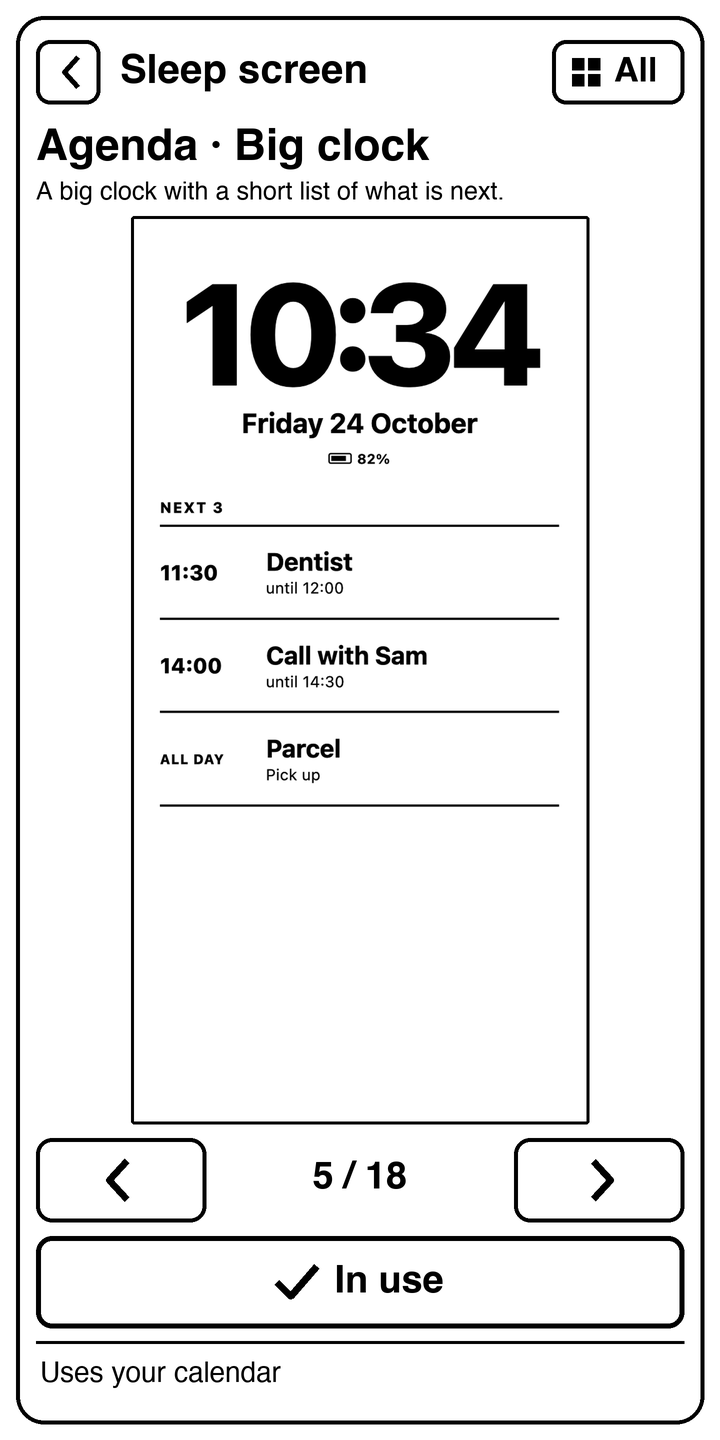 Sleep screen
All
Agenda · Big clock
A big clock with a short list of what is next.
10:34
Friday 24 October
82%
NEXT 3
11:30
Dentist
until 12:00
14:00
Call with Sam
until 14:30
ALL DAY
Parcel
Pick up
5 / 18
In use
Uses your calendar